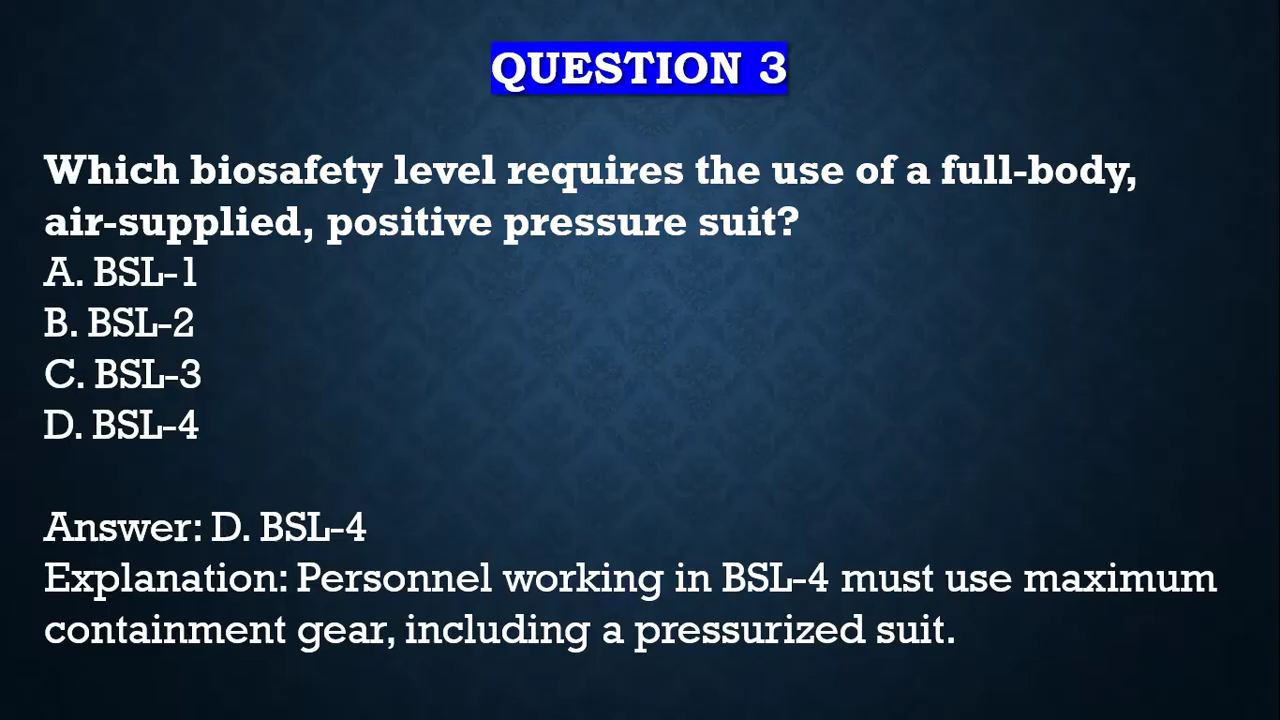 QUESTION 3
Which biosafety level requires the use of a full-body,
air-supplied, positive pressure suit?
A. BSL-1
B. BSL-2
C. BSL-3
D. BSL-4
Answer: D. BSL-4
Explanation: Personnel working in BSL-4 must use maximum
containment gear, including a pressurized suit.